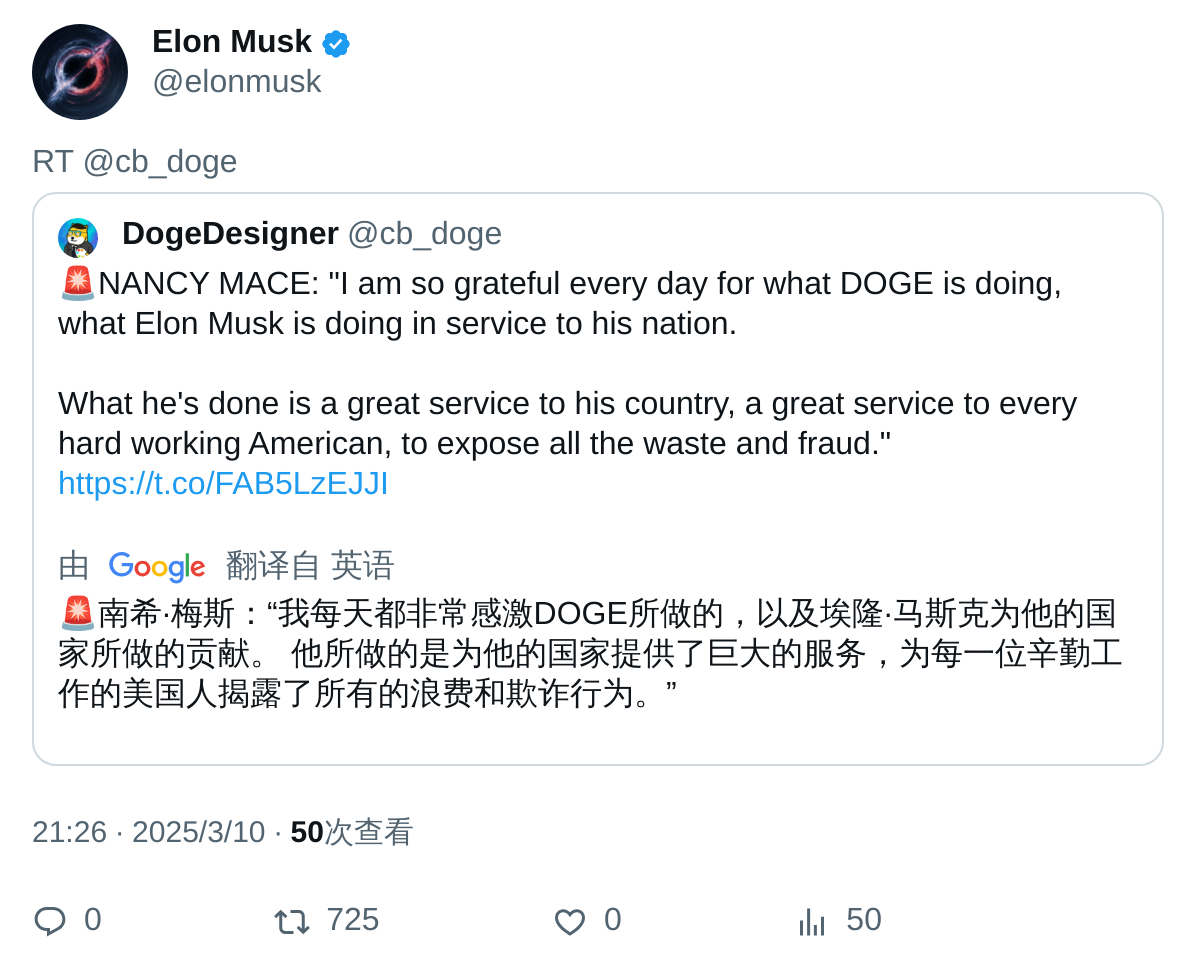 Elon Musk
@elonmusk
RT @cb_doge
DogeDesigner @cb_doge
🚨NANCY MACE: "I am so grateful every day for what DOGE is doing,
what Elon Musk is doing in service to his nation.
What he's done is a great service to his country, a great service to every
hard working American, to expose all the waste and fraud."
https://t.co/FAB5LzEJJI
由 Google 翻译自 英语
🚨南希·梅斯：“我每天都非常感激DOGE所做的，以及埃隆·马斯克为他的国
家所做的贡献。 他所做的是为他的国家提供了巨大的服务，为每一位辛勤工
作的美国人揭露了所有的浪费和欺诈行为。”
21:26 · 2025/3/10 · 50次查看
0 725 0 50